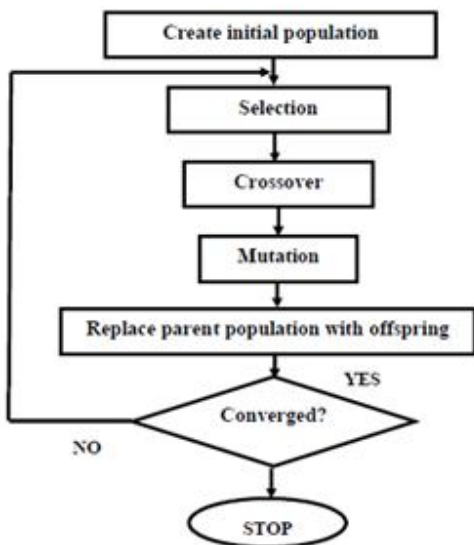 Create initial population
Selection
Crossover
Mutation
Replace parent population with offspring
YES
Converged?
NO
STOP